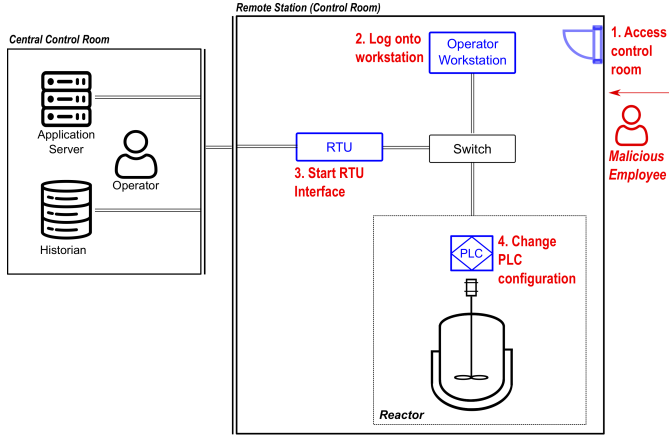 Remote Station (Control Room)
Central Control Room
Application
Server
Operator
Historian
2. Log onto
workstation
Operator
Workstation
1. Access
control
room
Malicious
Employee
RTU
3. Start RTU
Interface
Switch
PLC
4. Change
PLC
configuration
Reactor